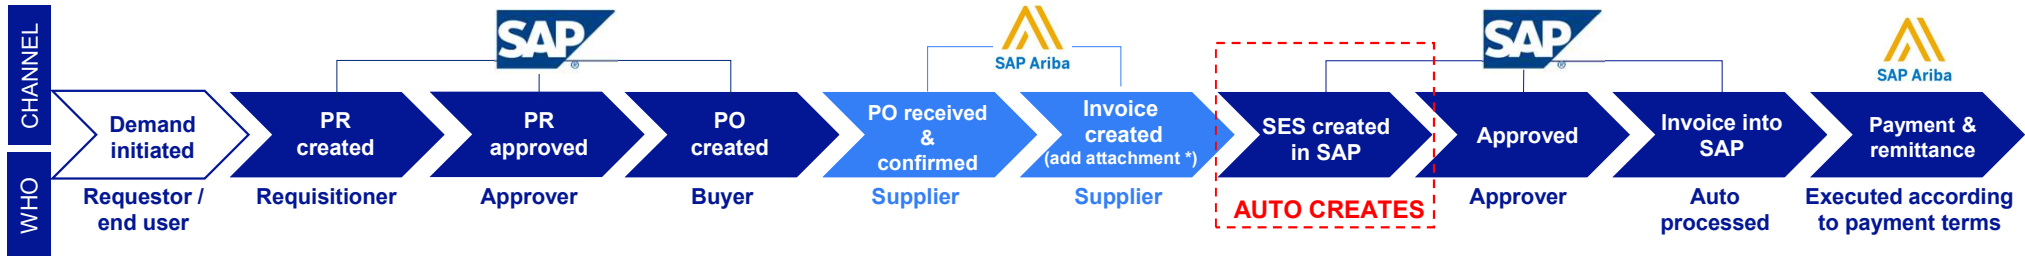 CHANNEL
SAP
®
SAP Ariba
SAP
®
SAP Ariba
Demand
initiated
PR
created
PR
approved
PO
created
PO received
&
confirmed
Invoice
created
(add attachment *)
SES created
in SAP
Approved
Invoice into
SAP
Payment &
remittance
WHO
Requestor /
end user
Requisitioner
Approver
Buyer
Supplier
Supplier
AUTO CREATES
Approver
Auto
processed
Executed according
to payment terms